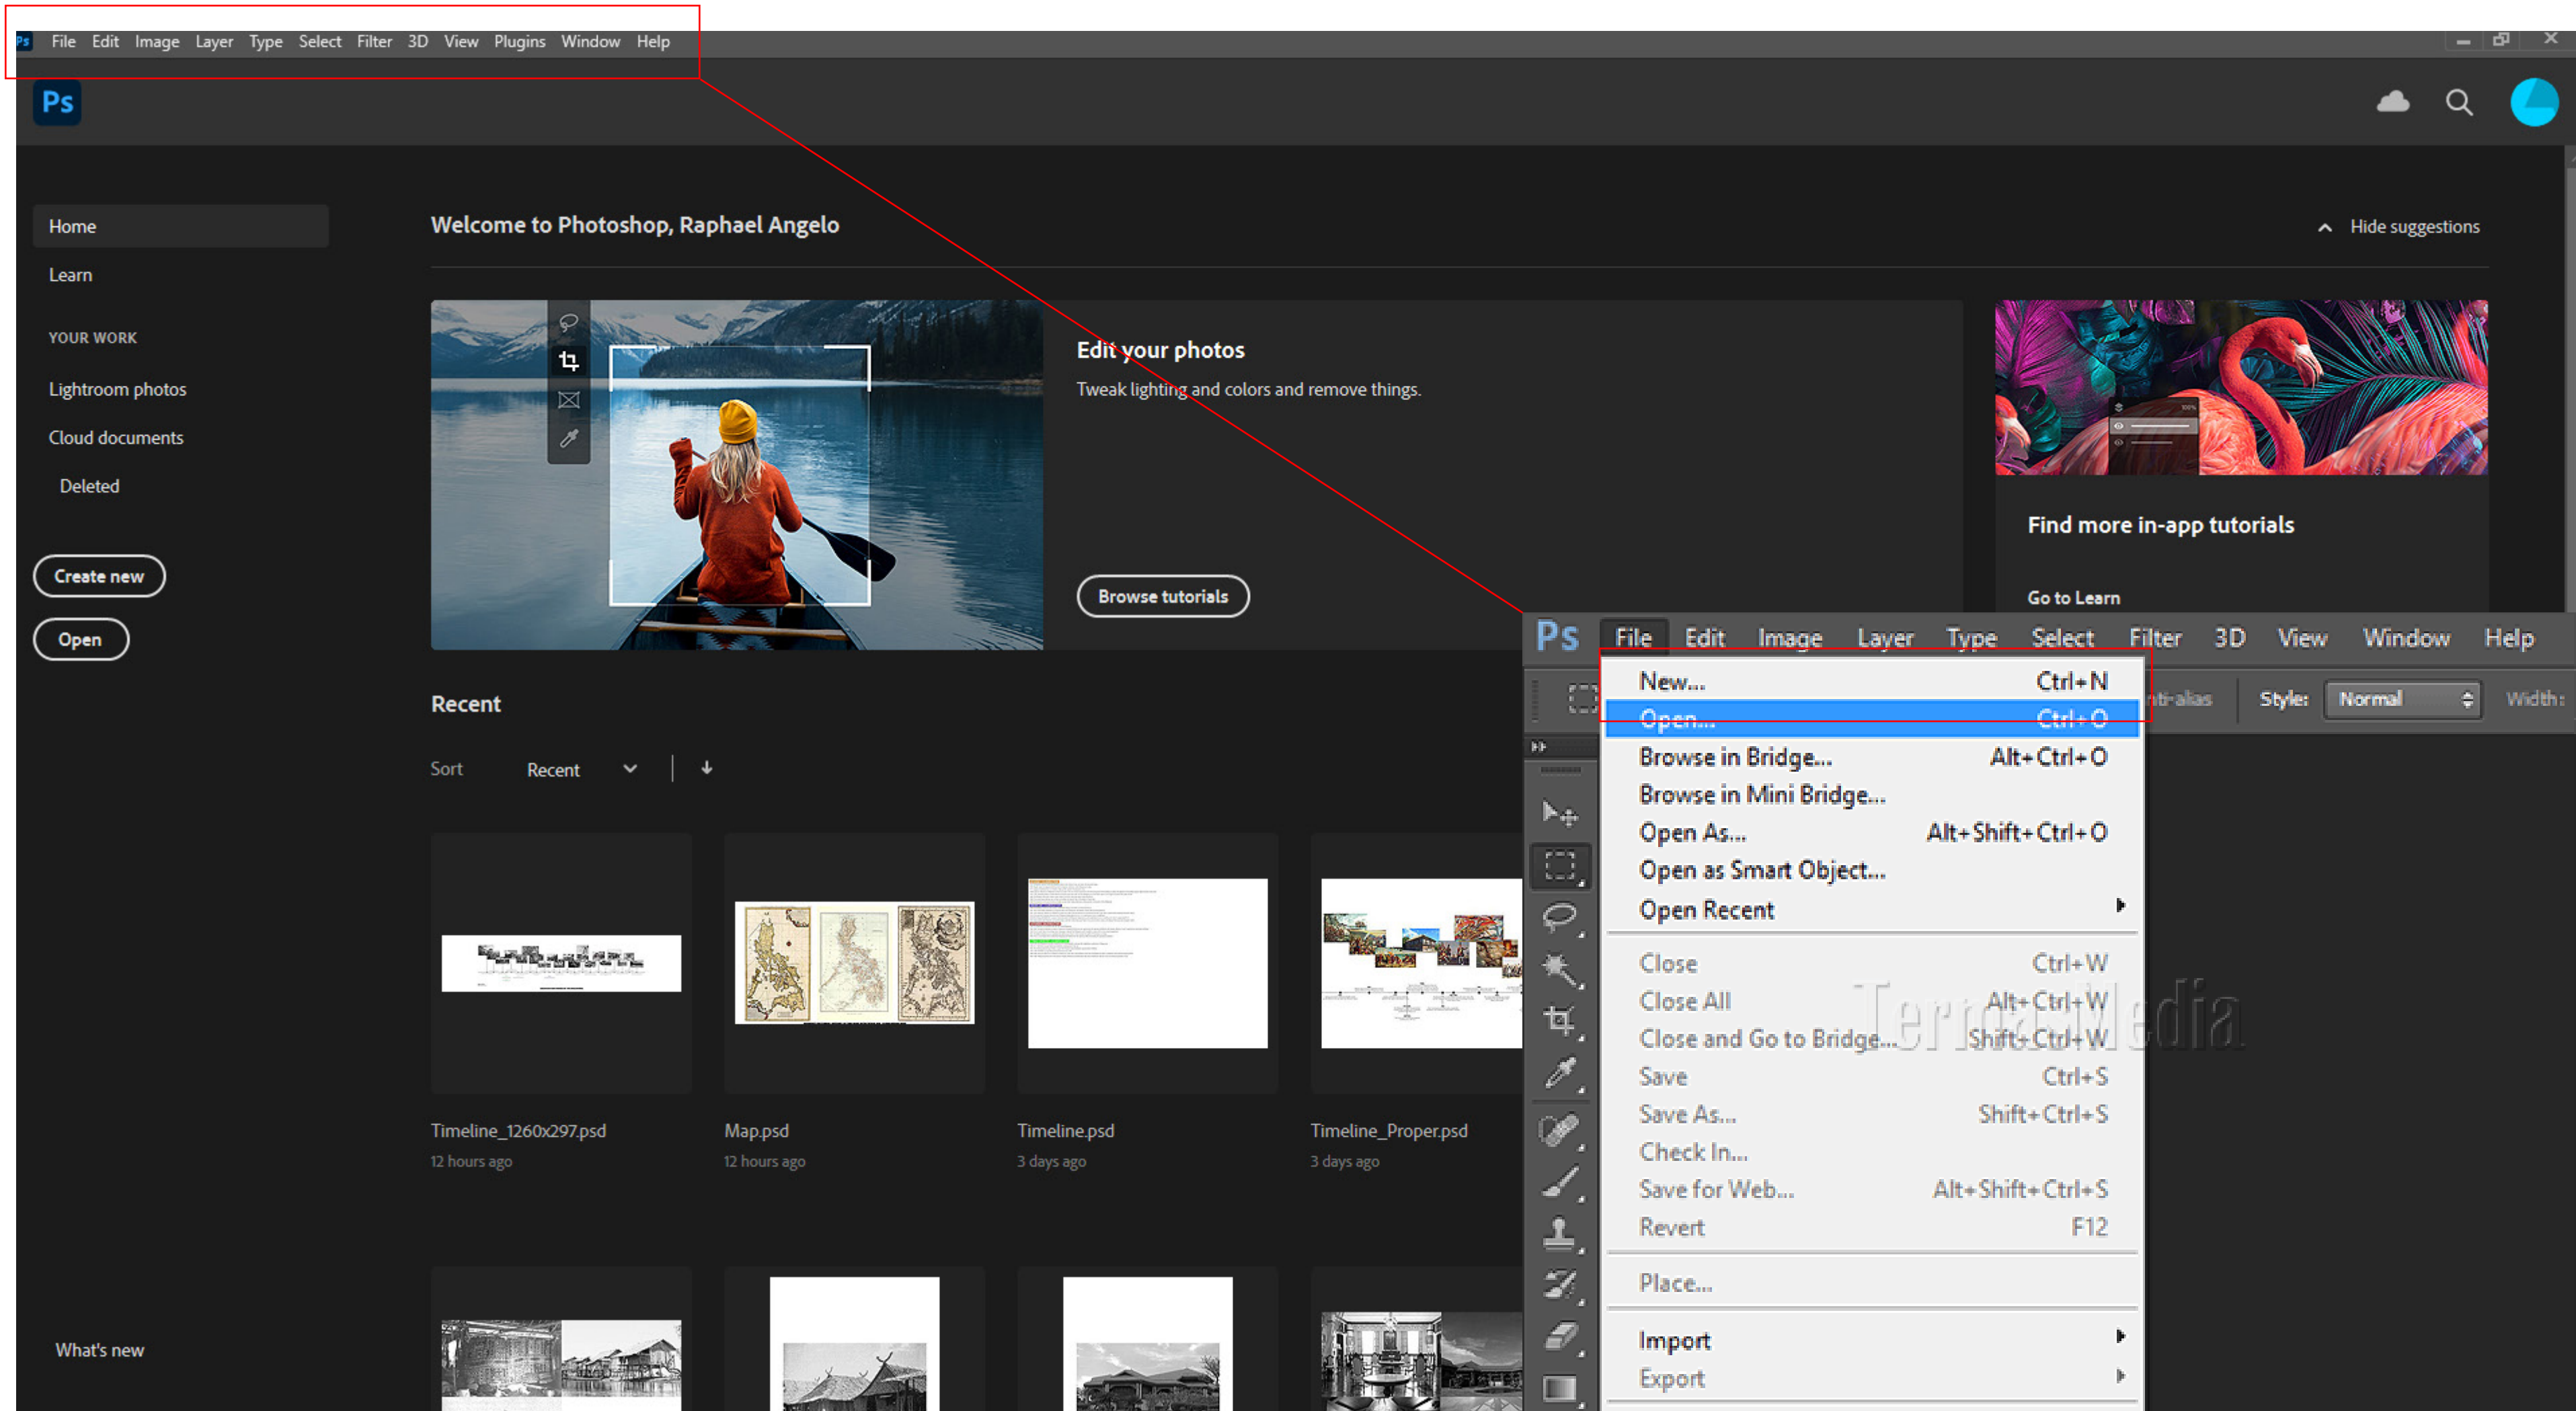 Ps File Edit Image Layer Type Select Filter 3D View Plugins Window Help
Ps
Home
Learn
YOUR WORK
Lightroom photos
Cloud documents
Deleted
Create new
Open
What's new
Welcome to Photoshop, Raphael Angelo
Hide suggestions
Edit your photos
Tweak lighting and colors and remove things.
Browse tutorials
100%
Find more in-app tutorials
Go to Learn
Recent
Sort Recent
Timeline_1260x297.psd
12 hours ago
Map.psd
12 hours ago
Timeline.psd
3 days ago
Timeline_Proper.psd
3 days ago
Ps File Edit Image Layer Type Select Filter 3D View Window Help
nti-alias Style: Normal Width:
New... Ctrl+N
Open... Ctrl+O
Browse in Bridge... Alt+Ctrl+O
Browse in Mini Bridge...
Open As... Alt+Shift+Ctrl+O
Open as Smart Object...
Open Recent
Close Ctrl+W
Close All Alt+Ctrl+W
Close and Go to Bridge... Shift+Ctrl+W
Save Ctrl+S
Save As... Shift+Ctrl+S
Check In...
Save for Web... Alt+Shift+Ctrl+S
Revert F12
Place...
Import
Export
TermasMedia